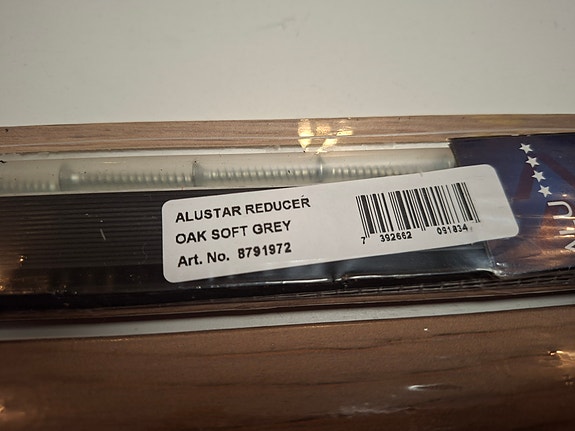 ALUSTAR REDUCER
OAK SOFT GREY
Art. No. 8791972
7 392662 091834